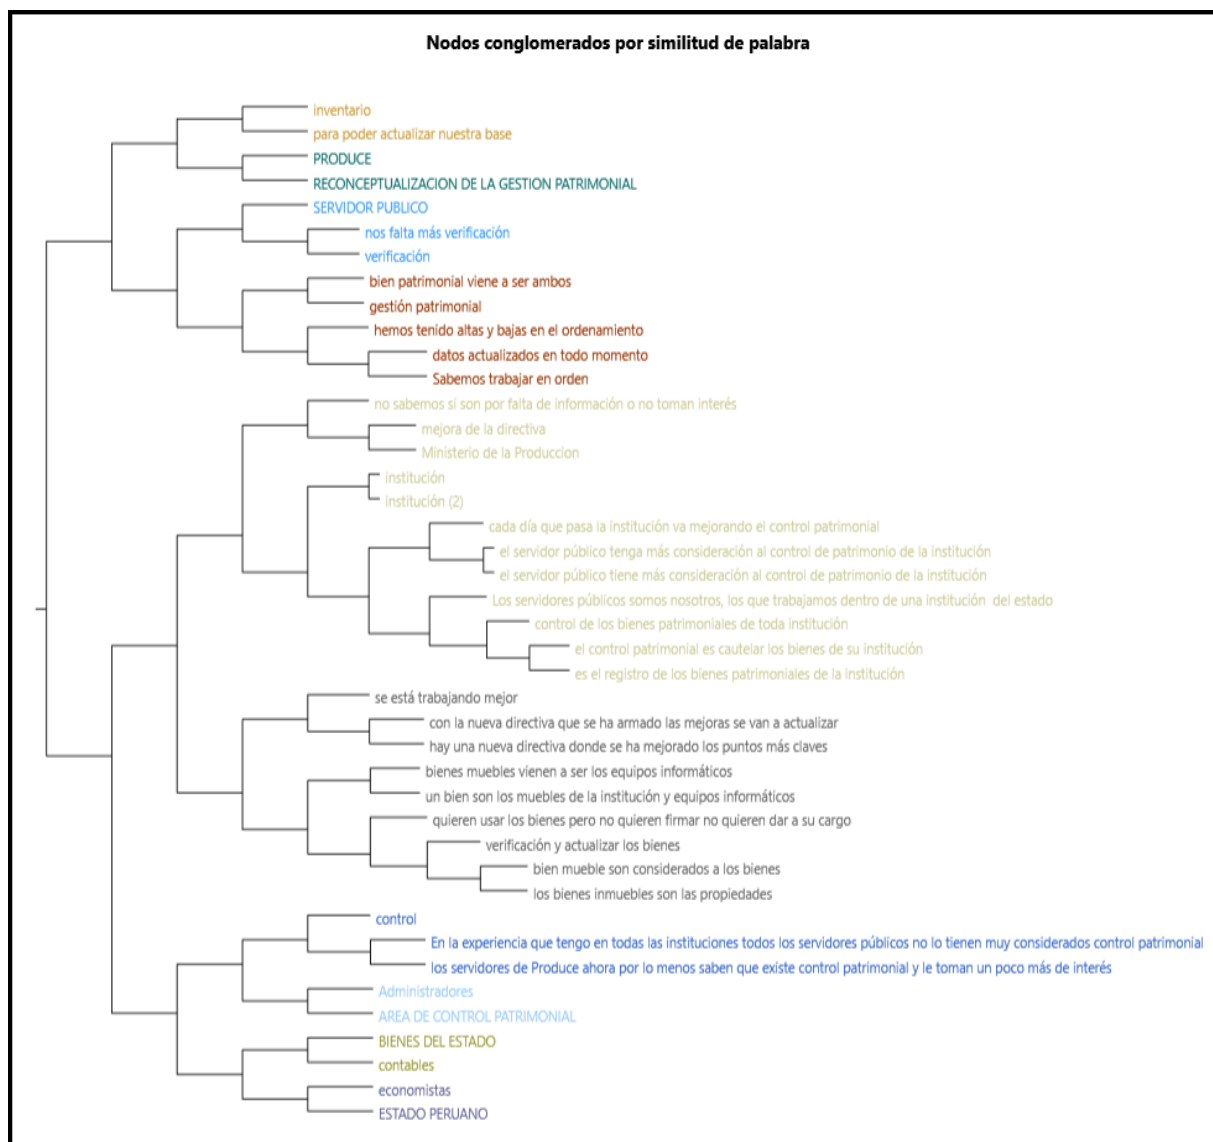 Nodos conglomerados por similitud de palabra
inventario
para poder actualizar nuestra base
PRODUCE
RECONCEPTUALIZACION DE LA GESTION PATRIMONIAL
SERVIDOR PUBLICO
nos falta más verificación
verificación
bien patrimonial viene a ser ambos
gestión patrimonial
hemos tenido altas y bajas en el ordenamiento
datos actualizados en todo momento
Sabemos trabajar en orden
no sabemos si son por falta de información o no toman interés
mejora de la directiva
Ministerio de la Produccion
institución
institución (2)
cada día que pasa la institución va mejorando el control patrimonial
el servidor público tenga más consideración al control de patrimonio de la institución
el servidor público tiene más consideración al control de patrimonio de la institución
Los servidores públicos somos nosotros, los que trabajamos dentro de una institución del estado
control de los bienes patrimoniales de toda institución
el control patrimonial es cautelar los bienes de su institución
es el registro de los bienes patrimoniales de la institución
se está trabajando mejor
con la nueva directiva que se ha armado las mejoras se van a actualizar
hay una nueva directiva donde se ha mejorado los puntos más claves
bienes muebles vienen a ser los equipos informáticos
un bien son los muebles de la institución y equipos informáticos
quieren usar los bienes pero no quieren firmar no quieren dar a su cargo
verificación y actualizar los bienes
bien mueble son considerados a los bienes
los bienes inmuebles son las propiedades
control
En la experiencia que tengo en todas las instituciones todos los servidores públicos no lo tienen muy considerados control patrimonial
los servidores de Produce ahora por lo menos saben que existe control patrimonial y le toman un poco más de interés
Administradores
AREA DE CONTROL PATRIMONIAL
BIENES DEL ESTADO
contables
economistas
ESTADO PERUANO